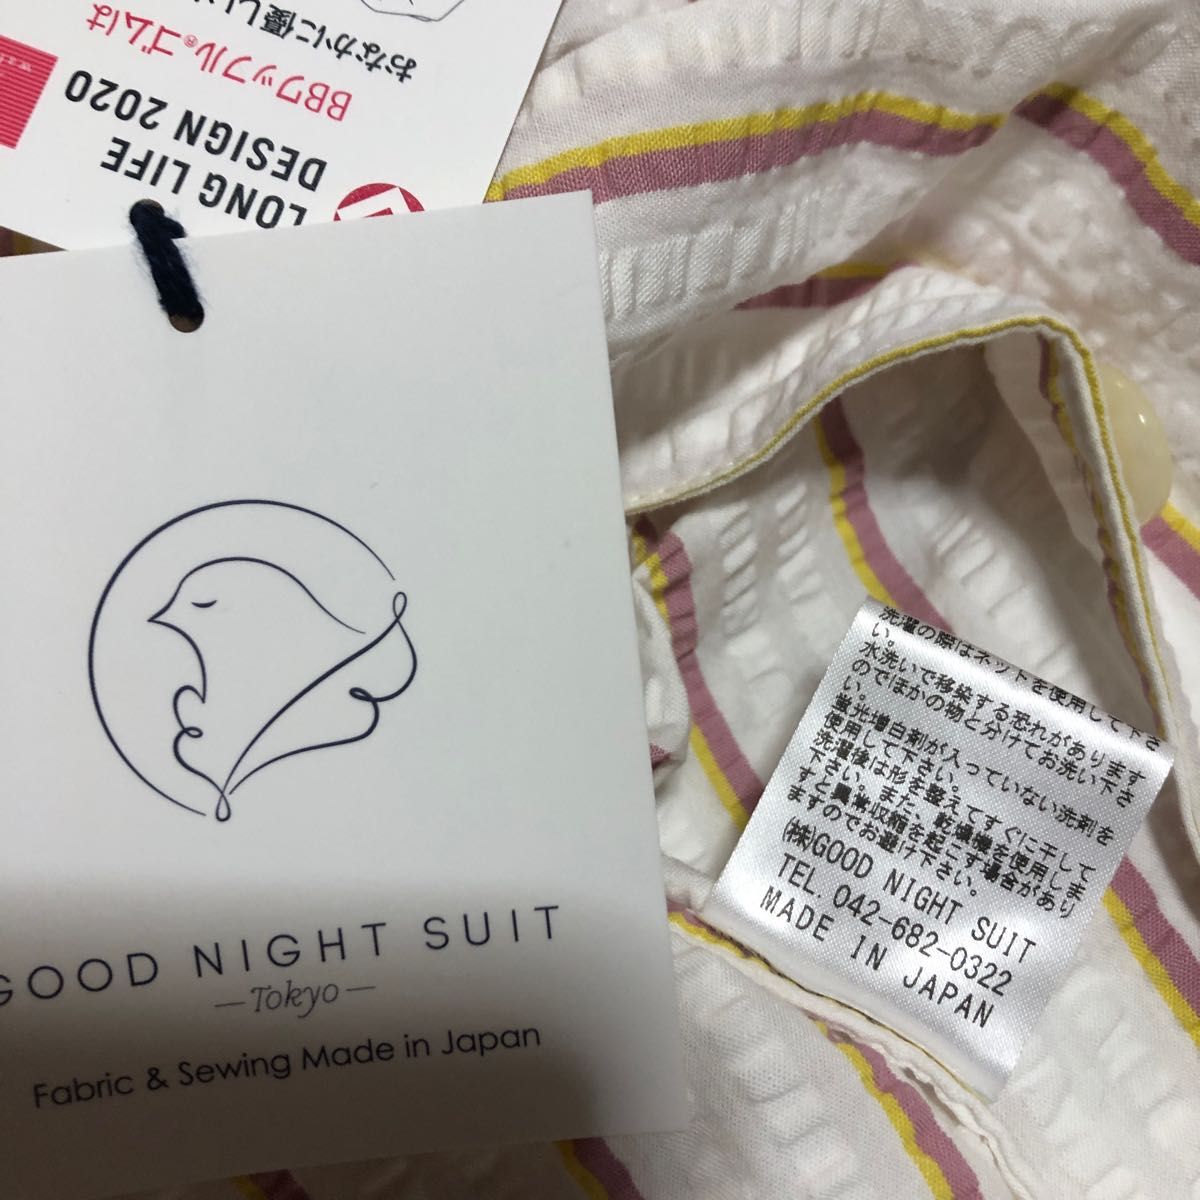 LONG LIFE
DESIGN 2020
BBワッフル®ゴムは
おなかに優しい
GOOD NIGHT SUIT
—Tokyo—
Fabric & Sewing Made in Japan
洗濯の際はネットを使用して下さ
い。
水洗いで移染する恐れがあります
のでほかの物と分けてお洗い下さ
い。
蛍光増白剤が入っていない洗剤を
使用して下さい。
洗濯後は形を整えてすぐに干して
下さい。また、乾燥機を使用しま
すと異常収縮を起こす場合があり
ますのでお避け下さい。
㈱GOOD NIGHT SUIT
TEL. 042-682-0322
MADE IN JAPAN